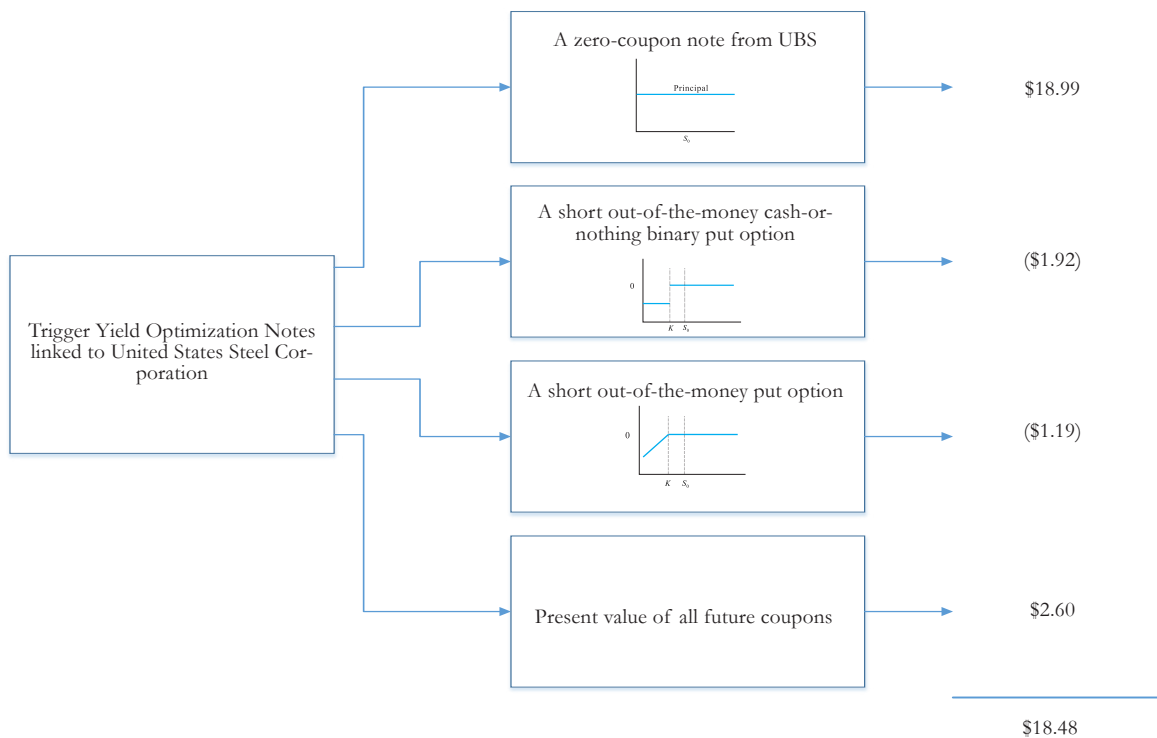 A zero-coupon note from UBS
Principal
S₀
$18.99
A short out-of-the-money cash-or-
nothing binary put option
0
K S₀
($1.92)
Trigger Yield Optimization Notes
linked to United States Steel Cor-
poration
A short out-of-the-money put option
0
K S₀
($1.19)
Present value of all future coupons
$2.60
$18.48